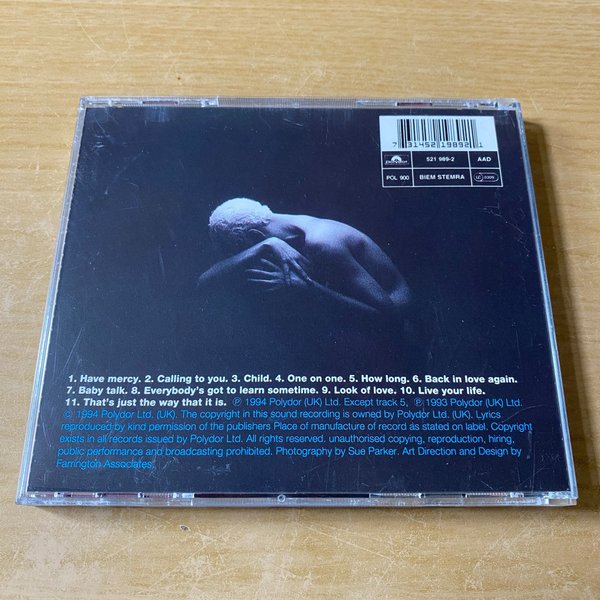 7 31452 19892 1
Polydor
521 989-2
AAD
POL 900
BIEM STEMRA
LC 0309
1. Have mercy. 2. Calling to you. 3. Child. 4. One on one. 5. How long. 6. Back in love again.
7. Baby talk. 8. Everybody's got to learn sometime. 9. Look of love. 10. Live your life.
11. That's just the way that it is. ℗ 1994 Polydor (UK) Ltd. Except track 5, ℗ 1993 Polydor (UK) Ltd.
© 1994 Polydor Ltd. (UK). The copyright in this sound recording is owned by Polydor Ltd. (UK). Lyrics
reproduced by kind permission of the publishers Place of manufacture of record as stated on label. Copyright
exists in all records issued by Polydor Ltd. All rights reserved. unauthorised copying, reproduction, hiring,
public performance and broadcasting prohibited. Photography by Sue Parker. Art Direction and Design by
Farrington Associates.